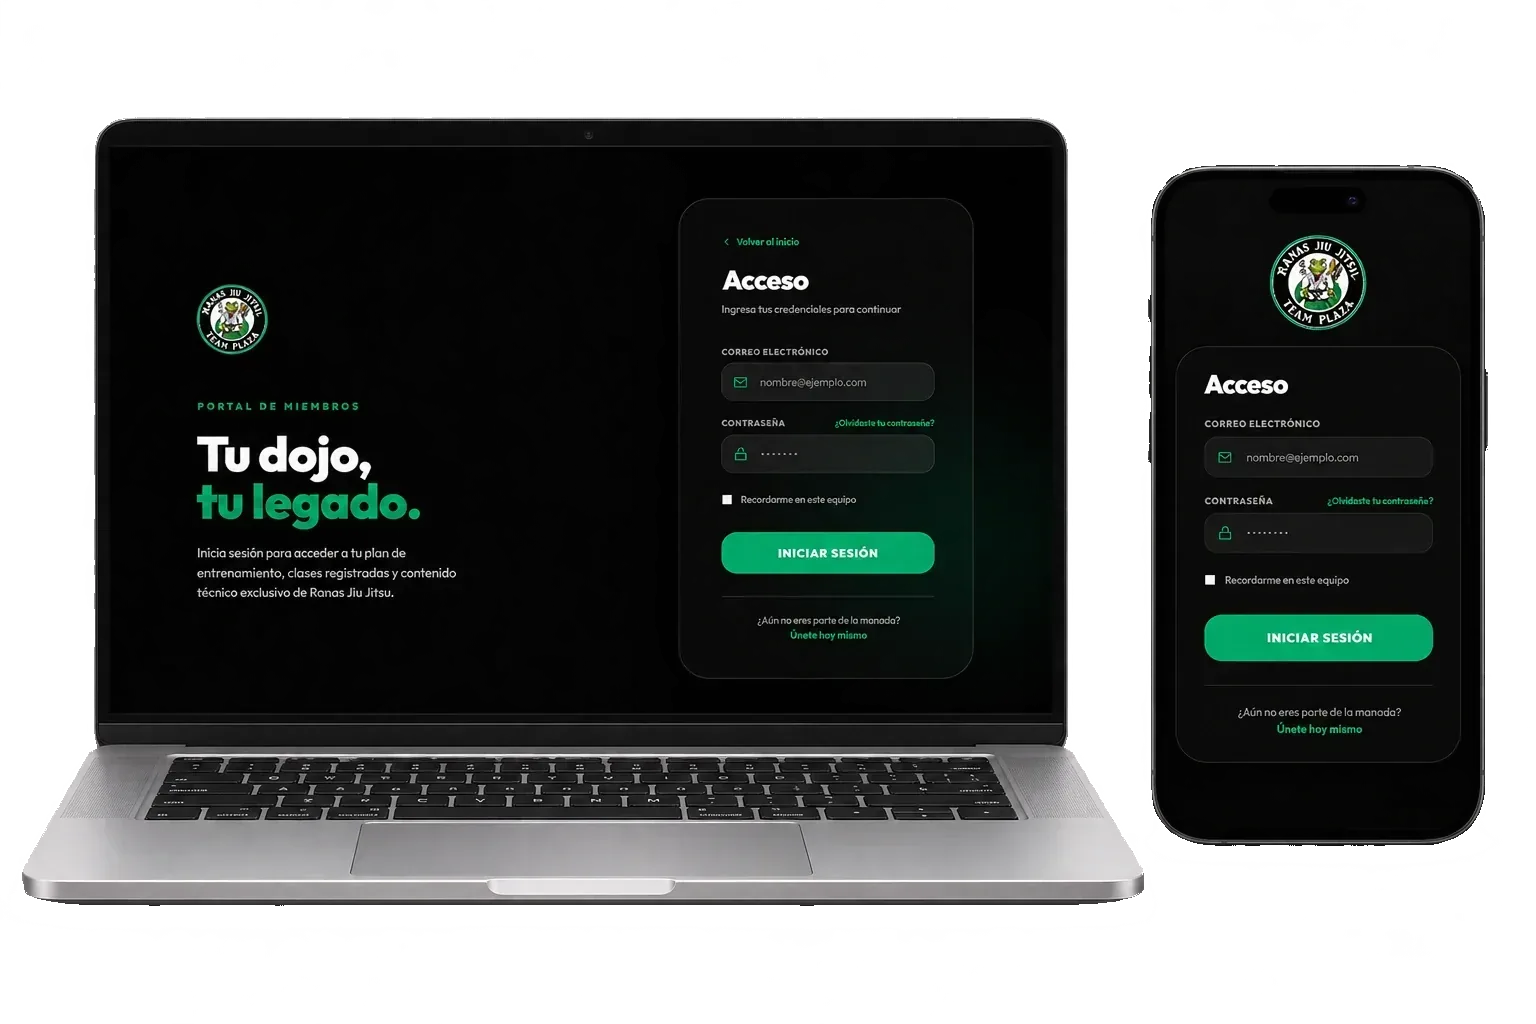 RANAS JIU JITSU
TEAM PLAZA
PORTAL DE MIEMBROS
Tu dojo,
tu legado.
Inicia sesión para acceder a tu plan de
entrenamiento, clases registradas y contenido
técnico exclusivo de Ranas Jiu Jitsu.
Volver al inicio
Acceso
Ingresa tus credenciales para continuar
CORREO ELECTRÓNICO
nombre@ejemplo.com
CONTRASEÑA ¿Olvidaste tu contraseña?
Recordarme en este equipo
INICIAR SESIÓN
¿Aún no eres parte de la manada?
Únete hoy mismo
RANAS JIU JITSU
TEAM PLAZA
Acceso
CORREO ELECTRÓNICO
nombre@ejemplo.com
CONTRASEÑA ¿Olvidaste tu contraseña?
Recordarme en este equipo
INICIAR SESIÓN
¿Aún no eres parte de la manada?
Únete hoy mismo